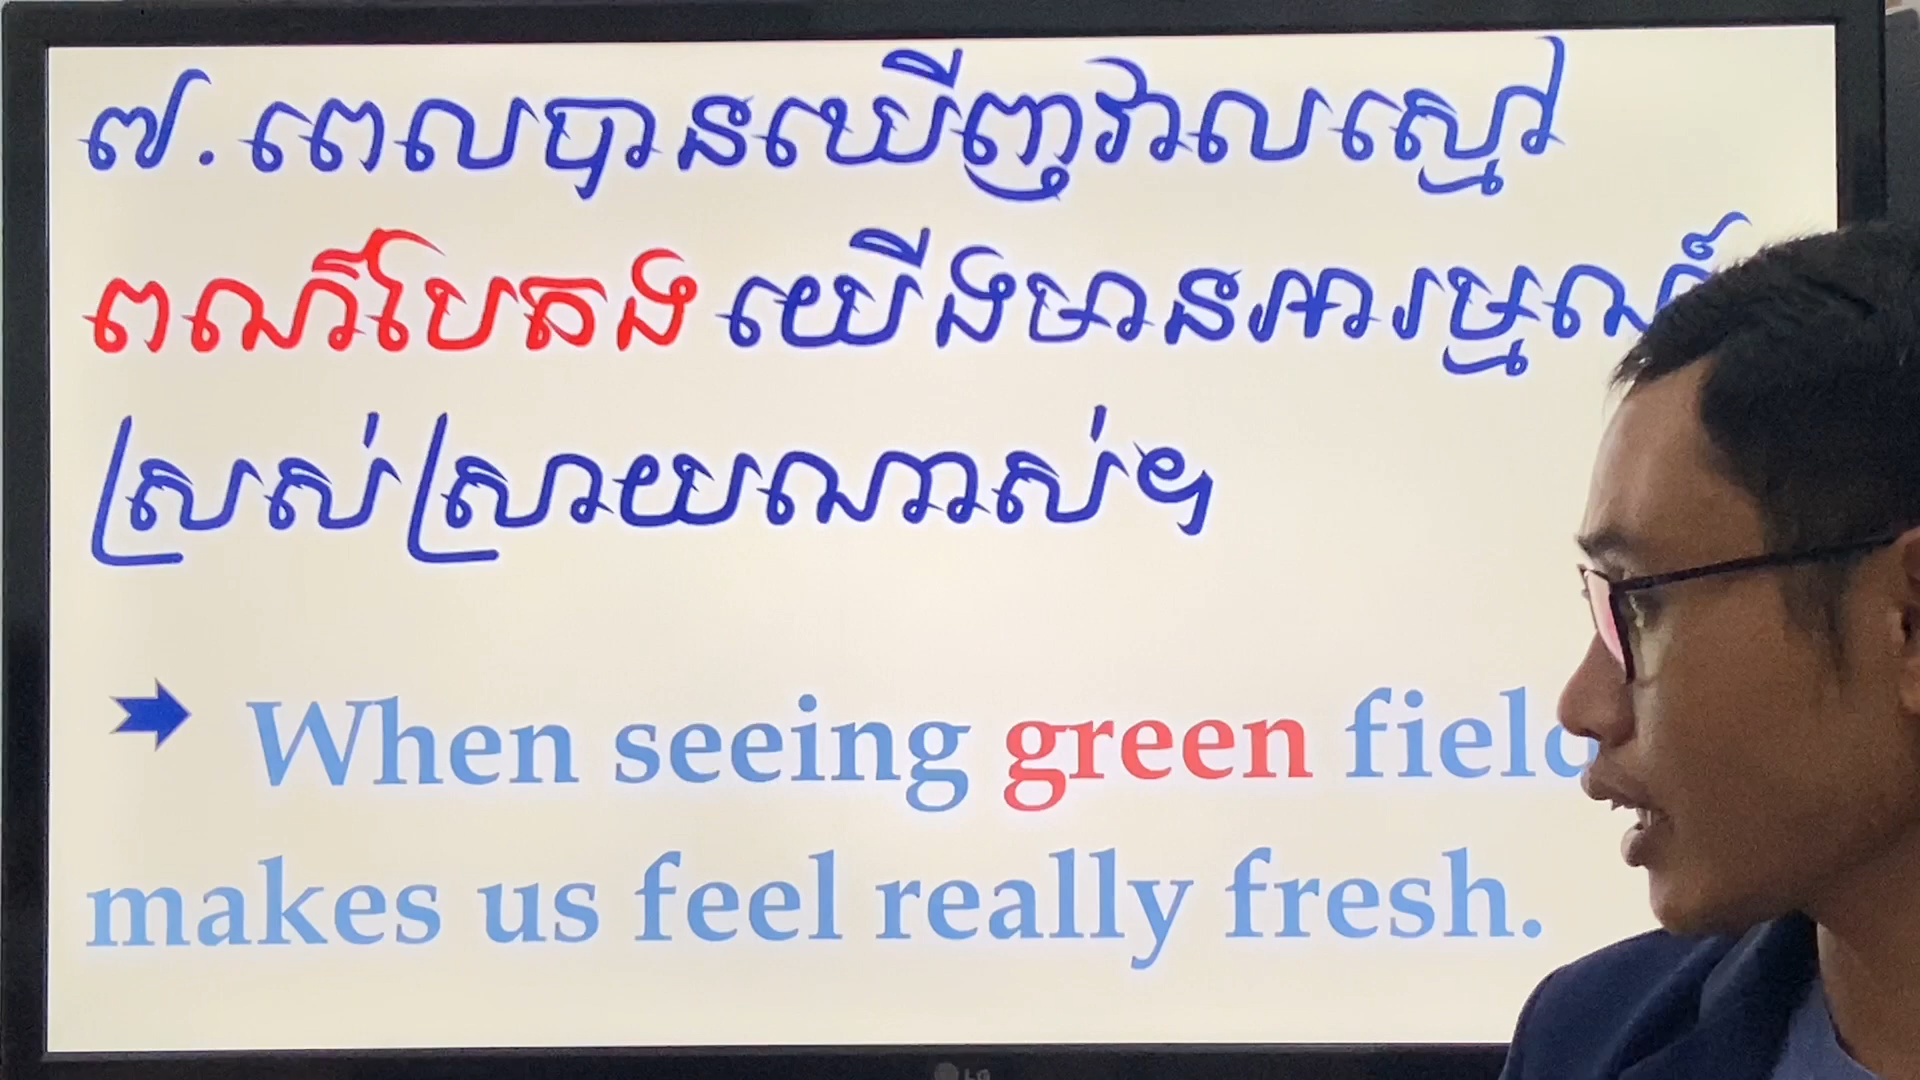 ៧. ពេលបានឃើញវាលស្មៅ
ពណ៌បៃតង យើងមានអារម្មណ៍
ស្រស់ស្រាយណាស់ៗ
When seeing green field
makes us feel really fresh.
LG